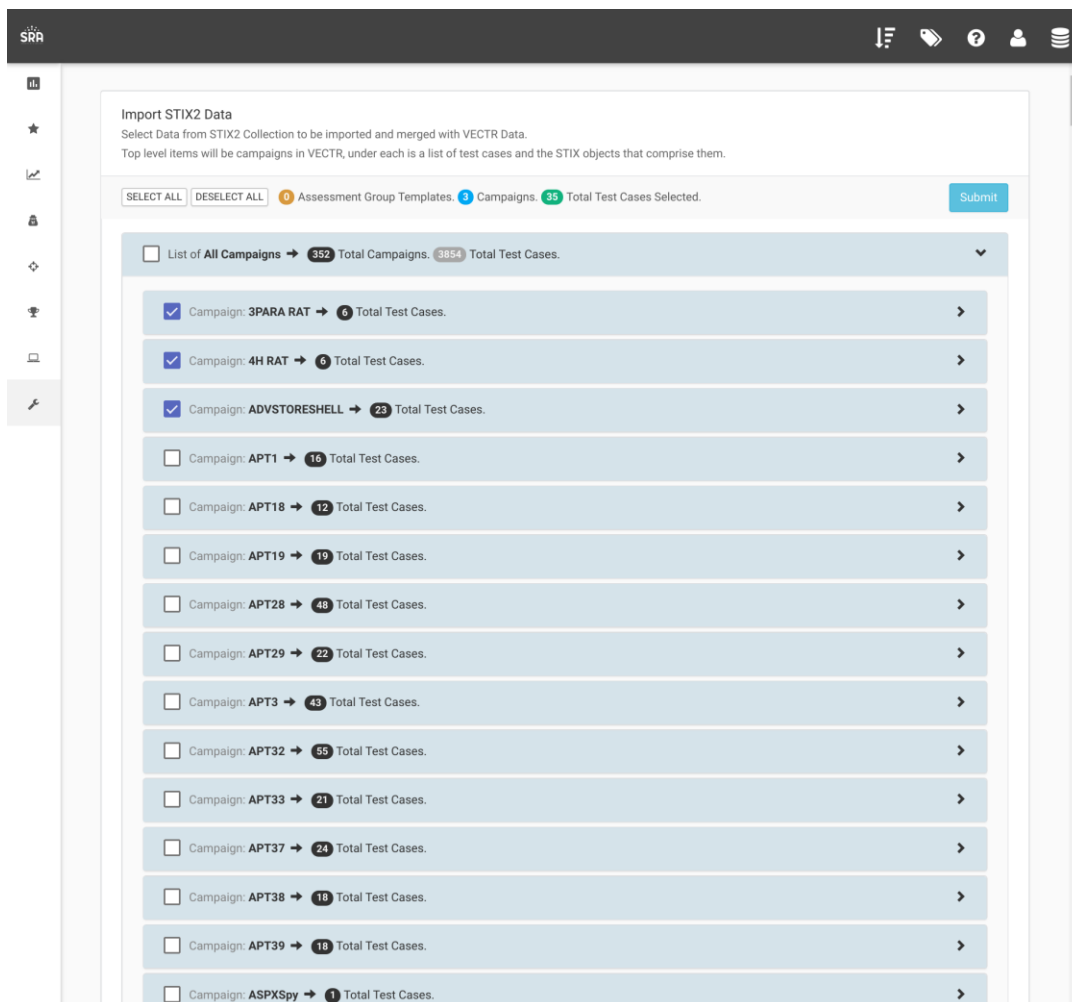 SRA
Import STIX2 Data
Select Data from STIX2 Collection to be imported and merged with VECTR Data.
Top level items will be campaigns in VECTR, under each is a list of test cases and the STIX objects that comprise them.
SELECT ALL DESELECT ALL 0 Assessment Group Templates. 3 Campaigns. 35 Total Test Cases Selected. Submit
List of All Campaigns → 352 Total Campaigns. 3854 Total Test Cases.
Campaign: 3PARA RAT → 6 Total Test Cases.
Campaign: 4H RAT → 6 Total Test Cases.
Campaign: ADVSTORESHELL → 23 Total Test Cases.
Campaign: APT1 → 16 Total Test Cases.
Campaign: APT18 → 12 Total Test Cases.
Campaign: APT19 → 19 Total Test Cases.
Campaign: APT28 → 48 Total Test Cases.
Campaign: APT29 → 22 Total Test Cases.
Campaign: APT3 → 43 Total Test Cases.
Campaign: APT32 → 55 Total Test Cases.
Campaign: APT33 → 21 Total Test Cases.
Campaign: APT37 → 24 Total Test Cases.
Campaign: APT38 → 18 Total Test Cases.
Campaign: APT39 → 18 Total Test Cases.
Campaign: ASPXSpy → 1 Total Test Cases.